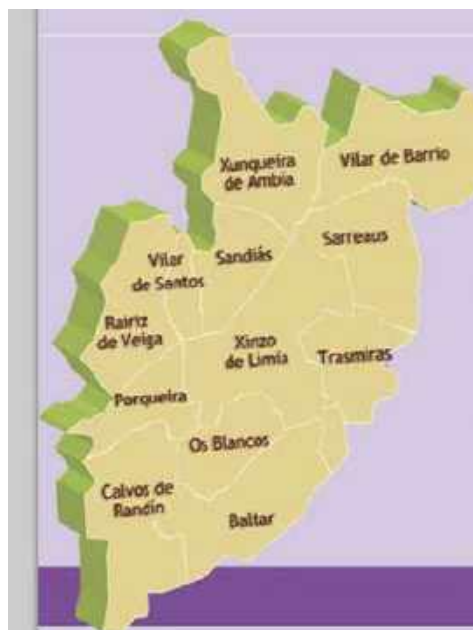 Xunqueira
de Ambia
Vilar de Barrio
Vilar
de Santos
Sandiás
Sarreaus
Rairiz
de Veiga
Xinzo
de Limia
Trasmiras
Porqueira
Os Blancos
Calvos de
Randín
Baltar